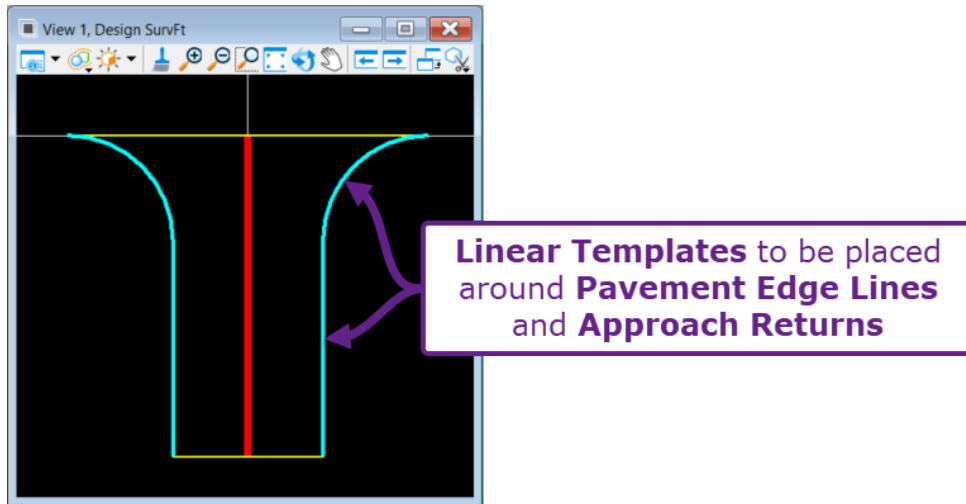 View 1, Design SurvFt
Linear Templates to be placed
around Pavement Edge Lines
and Approach Returns